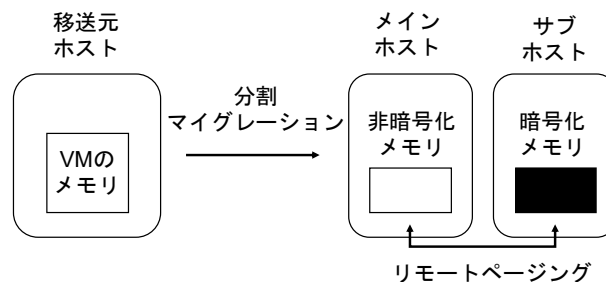 移送元
ホスト
VMの
メモリ
分割
マイグレーション
メイン
ホスト
非暗号化
メモリ
サブ
ホスト
暗号化
メモリ
リモートページング